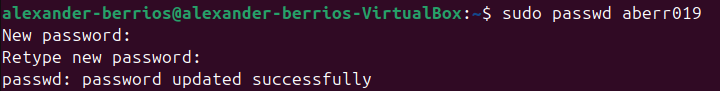 alexander-berrios@alexander-berrios-VirtualBox:~$ sudo passwd aberr019
New password:
Retype new password:
passwd: password updated successfully